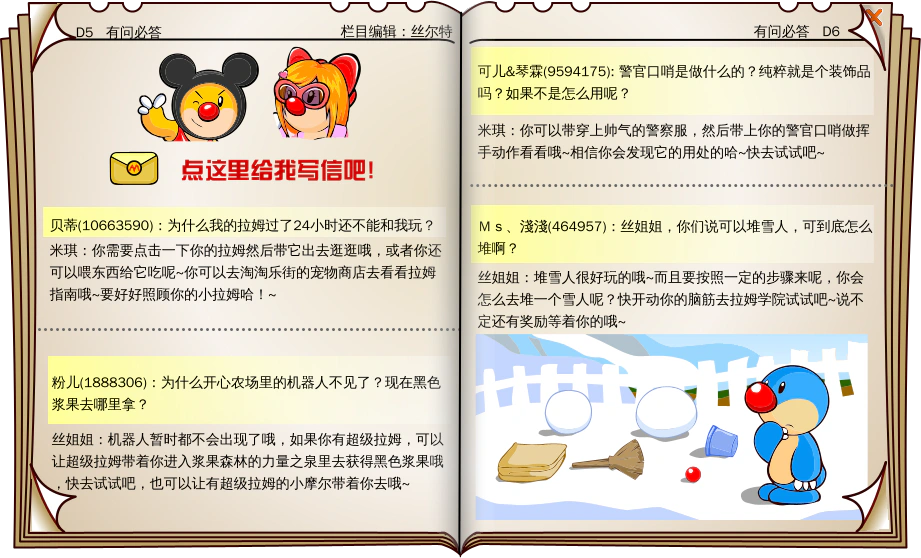 D5 有问必答
栏目编辑：丝尔特
点这里给我写信吧!
贝蒂(10663590)：为什么我的拉姆过了24小时还不能和我玩？
米琪：你需要点击一下你的拉姆然后带它出去逛逛哦，或者你还
可以喂东西给它吃呢~你可以去淘淘乐街的宠物商店去看看拉姆
指南哦~要好好照顾你的小拉姆哈！~
粉儿(1888306)：为什么开心农场里的机器人不见了？现在黑色
浆果去哪里拿？
丝姐姐：机器人暂时都不会出现了哦，如果你有超级拉姆，可以
让超级拉姆带着你进入浆果森林的力量之泉里去获得黑色浆果哦
，快去试试吧，也可以让有超级拉姆的小摩尔带着你去哦~
有问必答 D6
可儿&琴霖(9594175): 警官口哨是做什么的？纯粹就是个装饰品
吗？如果不是怎么用呢？
米琪：你可以带穿上帅气的警察服，然后带上你的警官口哨做挥
手动作看看哦~相信你会发现它的用处的哈~快去试试吧~
Ｍｓ、淺淺(464957)：丝姐姐，你们说可以堆雪人，可到底怎么
堆啊？
丝姐姐：堆雪人很好玩的哦~而且要按照一定的步骤来呢，你会
怎么去堆一个雪人呢？快开动你的脑筋去拉姆学院试试吧~说不
定还有奖励等着你的哦~